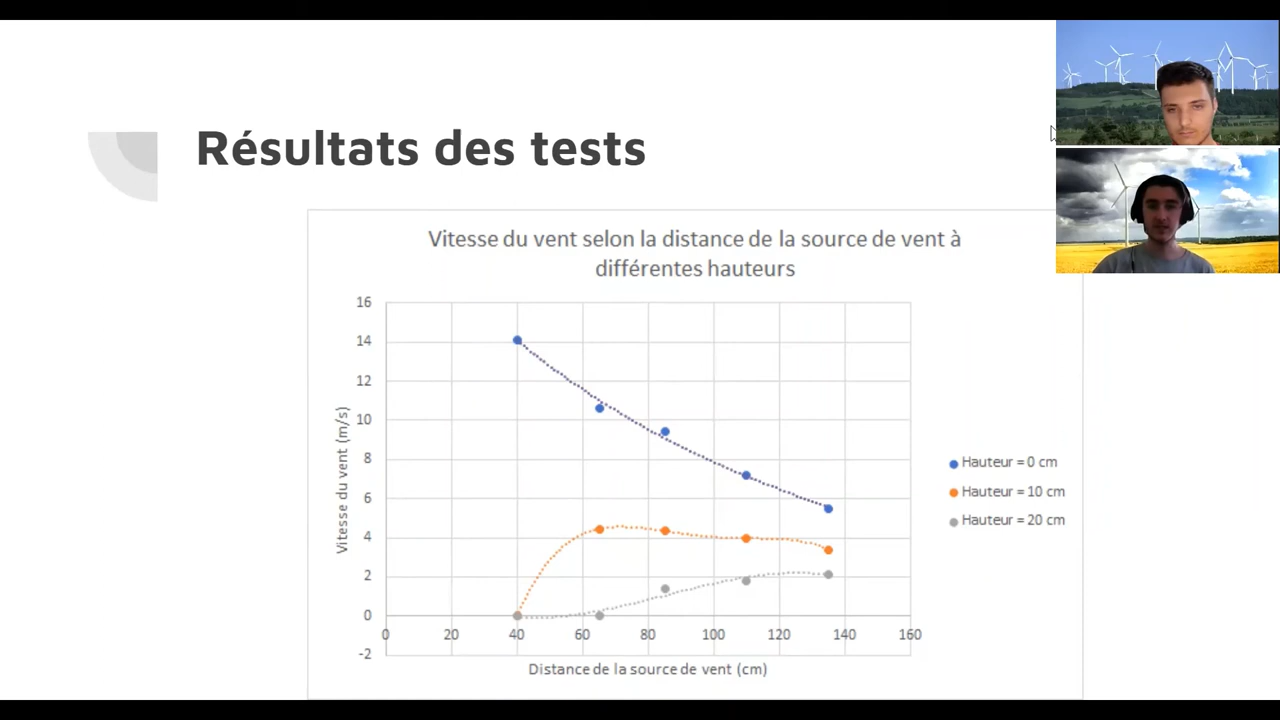 Résultats des tests
Vitesse du vent selon la distance de la source de vent à
différentes hauteurs
16
14
12
10
8
6
4
2
0
-2
Vitesse du vent (m/s)
0 20 40 60 80 100 120 140 160
Distance de la source de vent (cm)
Hauteur = 0 cm
Hauteur = 10 cm
Hauteur = 20 cm